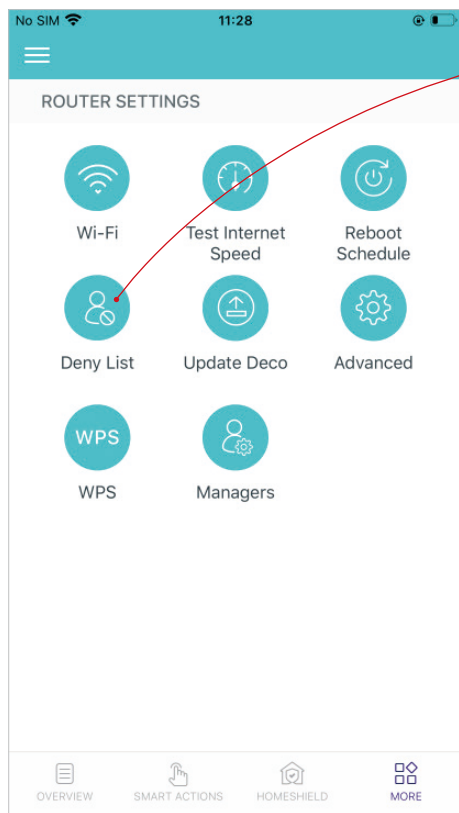 No SIM 11:28
ROUTER SETTINGS
Wi-Fi
Test Internet
Speed
Reboot
Schedule
Deny List
Update Deco
Advanced
WPS
WPS
Managers
OVERVIEW
SMART ACTIONS
HOMESHIELD
MORE